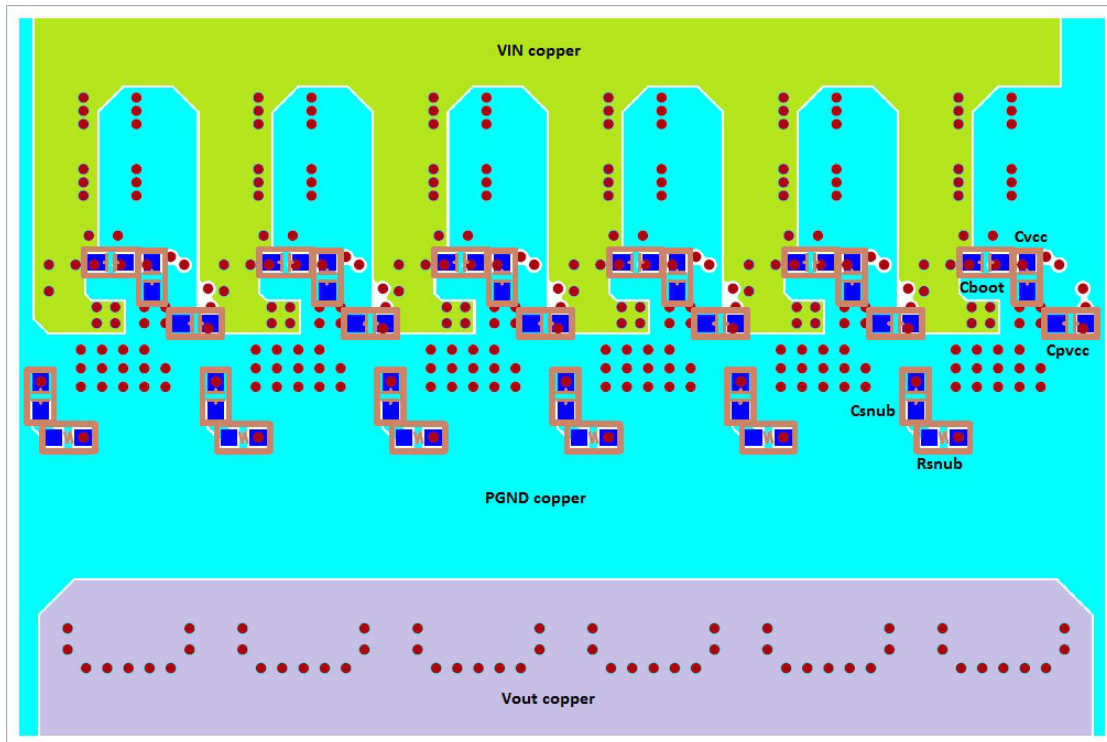 VIN copper
Cvcc
Cboot
Cpvcc
Csnub
Rsnub
PGND copper
Vout copper